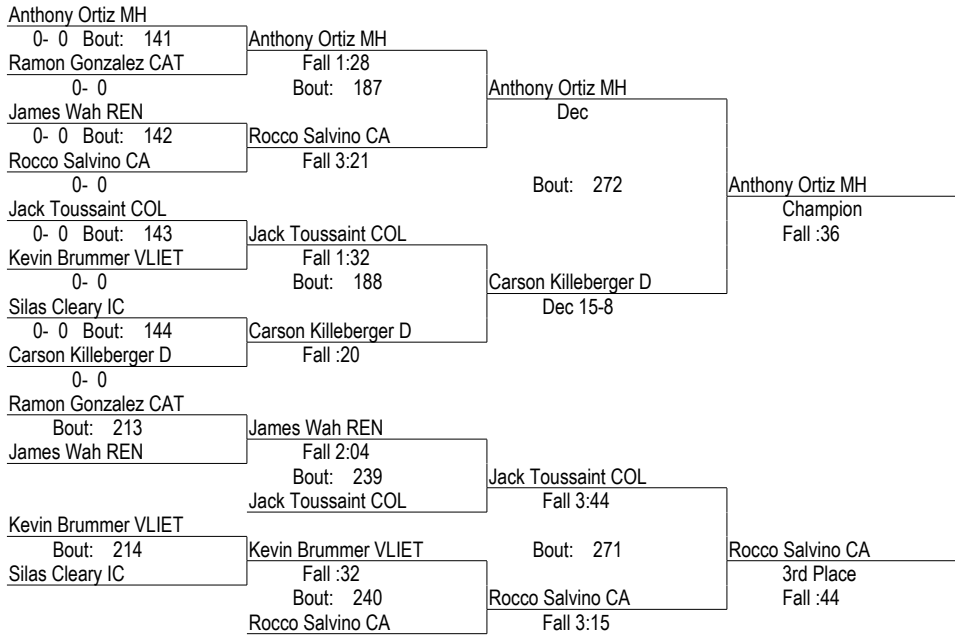 Anthony Ortiz MH
0- 0 Bout: 141 Anthony Ortiz MH
Ramon Gonzalez CAT Fall 1:28
0- 0 Bout: 187 Anthony Ortiz MH
James Wah REN Dec
0- 0 Bout: 142 Rocco Salvino CA
Rocco Salvino CA Fall 3:21
0- 0 Bout: 272 Anthony Ortiz MH
Jack Toussaint COL Champion
0- 0 Bout: 143 Jack Toussaint COL Fall :36
Kevin Brummer VLIET Fall 1:32
0- 0 Bout: 188 Carson Killeberger D
Silas Cleary IC Dec 15-8
0- 0 Bout: 144 Carson Killeberger D
Carson Killeberger D Fall :20
0- 0
Ramon Gonzalez CAT
Bout: 213 James Wah REN
James Wah REN Fall 2:04
Bout: 239 Jack Toussaint COL
Jack Toussaint COL Fall 3:44
Kevin Brummer VLIET
Bout: 214 Kevin Brummer VLIET Bout: 271 Rocco Salvino CA
Silas Cleary IC Fall :32 3rd Place
Bout: 240 Rocco Salvino CA Fall :44
Rocco Salvino CA Fall 3:15